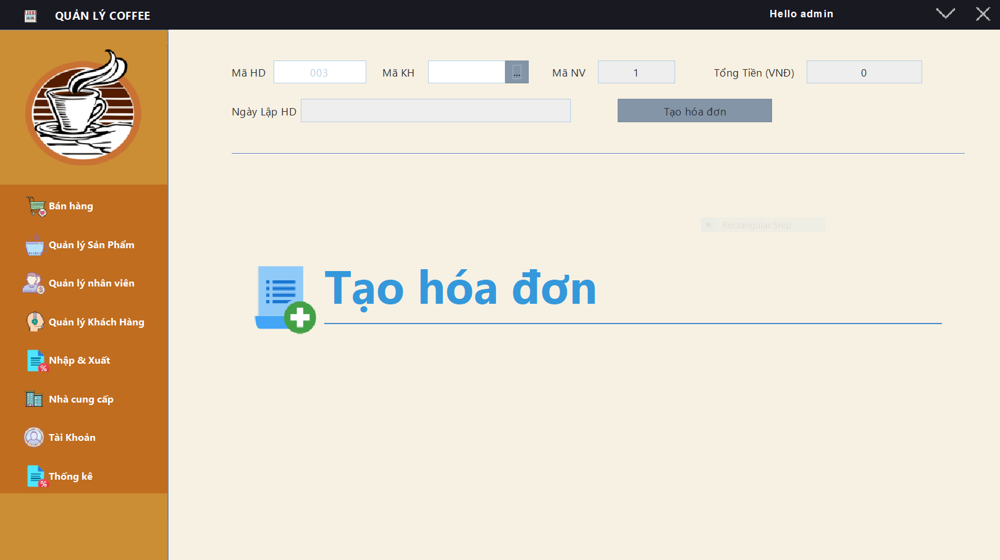 QUẢN LÝ COFFEE
Hello admin
Mã HD 003 Mã KH ... Mã NV 1 Tổng Tiền (VNĐ) 0
Ngày Lập HD Tạo hóa đơn
Rectangular Snip
Tạo hóa đơn
Bán hàng
Quản lý Sản Phẩm
Quản lý nhân viên
Quản lý Khách Hàng
Nhập & Xuất
Nhà cung cấp
Tài Khoản
Thống kê